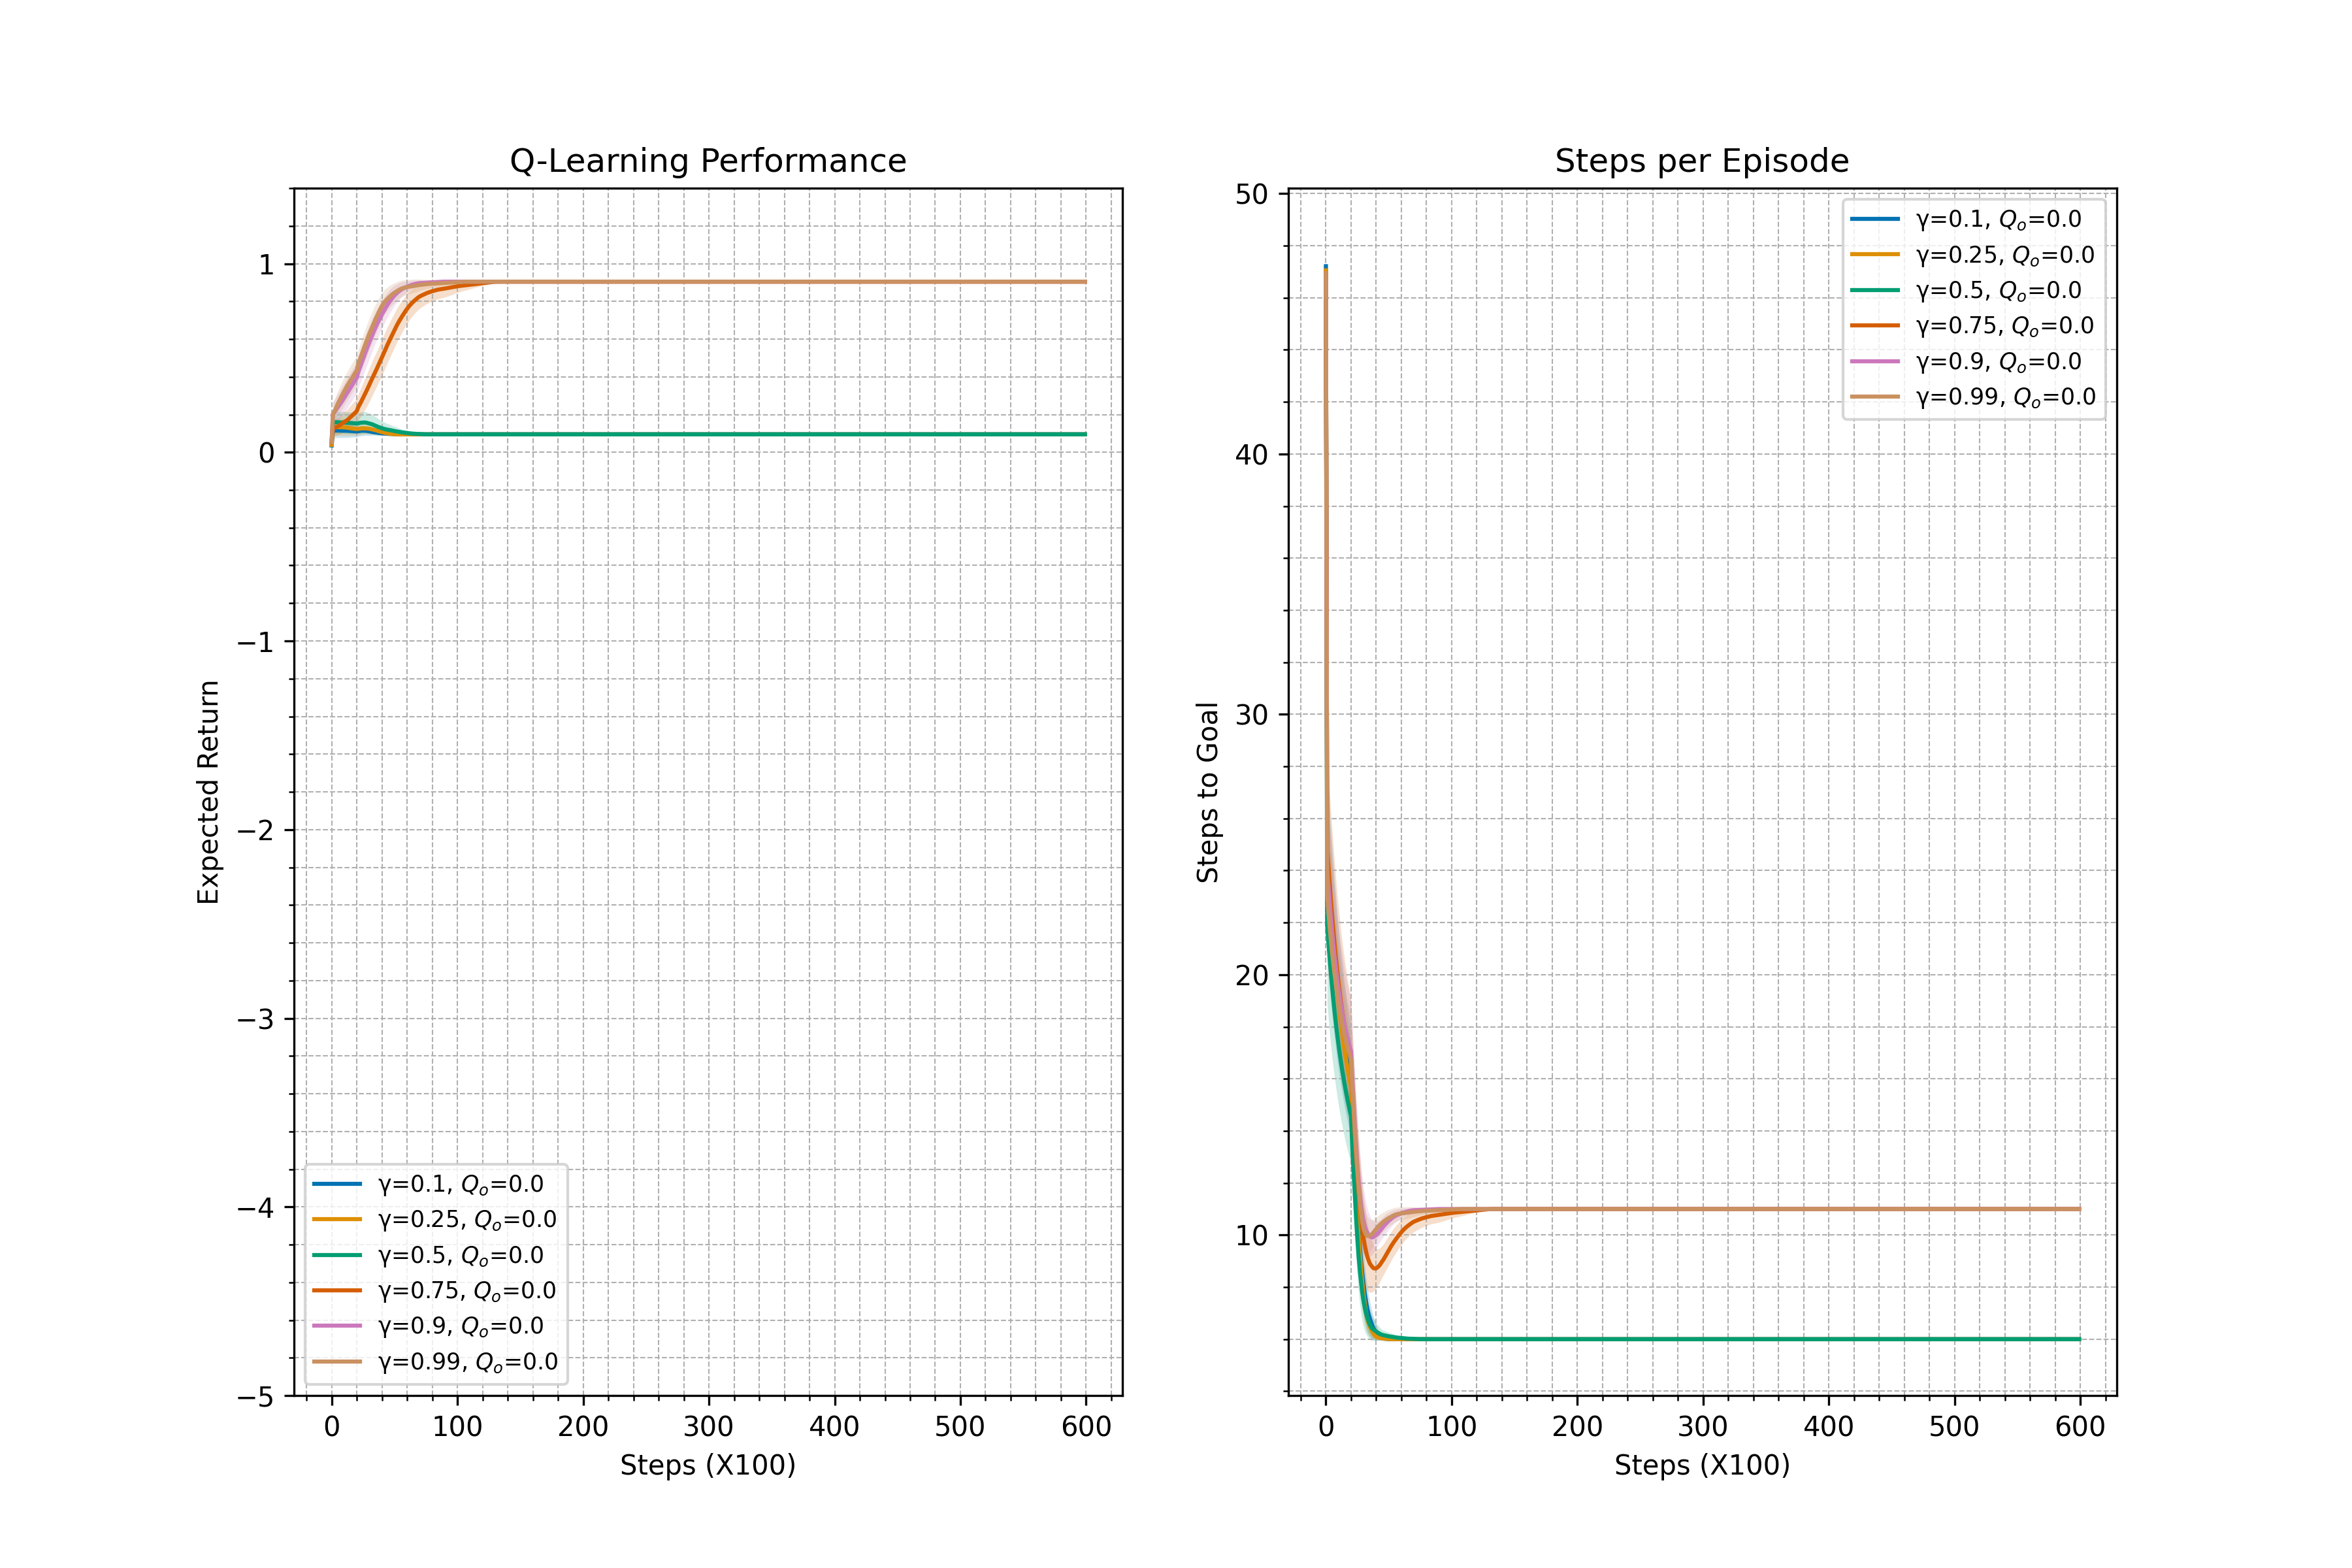 Q-Learning Performance
1
0
−1
−2
−3
−4
−5
Expected Return
0 100 200 300 400 500 600
Steps (X100)
γ=0.1, Qo=0.0
γ=0.25, Qo=0.0
γ=0.5, Qo=0.0
γ=0.75, Qo=0.0
γ=0.9, Qo=0.0
γ=0.99, Qo=0.0
Steps per Episode
50
40
30
20
10
Steps to Goal
0 100 200 300 400 500 600
Steps (X100)
γ=0.1, Qo=0.0
γ=0.25, Qo=0.0
γ=0.5, Qo=0.0
γ=0.75, Qo=0.0
γ=0.9, Qo=0.0
γ=0.99, Qo=0.0